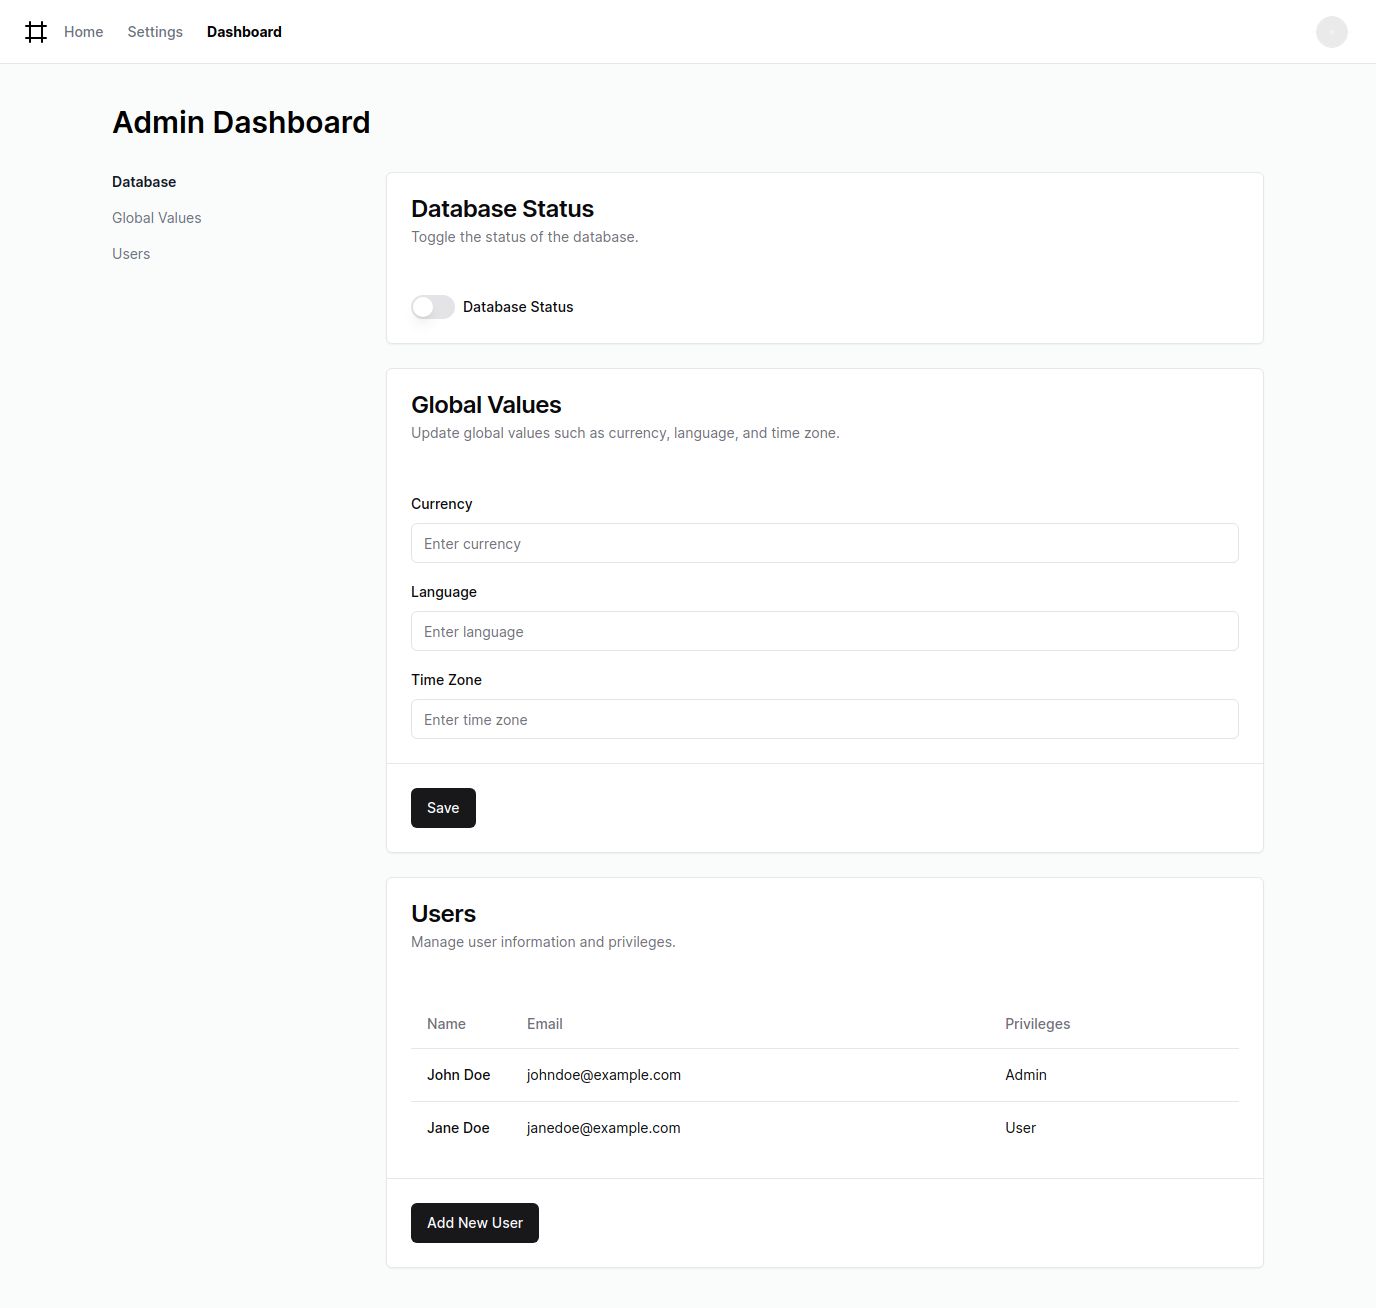 Home Settings Dashboard
Admin Dashboard
Database
Global Values
Users
Database Status
Toggle the status of the database.
Database Status
Global Values
Update global values such as currency, language, and time zone.
Currency
Enter currency
Language
Enter language
Time Zone
Enter time zone
Save
Users
Manage user information and privileges.
Name Email Privileges
John Doe johndoe@example.com Admin
Jane Doe janedoe@example.com User
Add New User